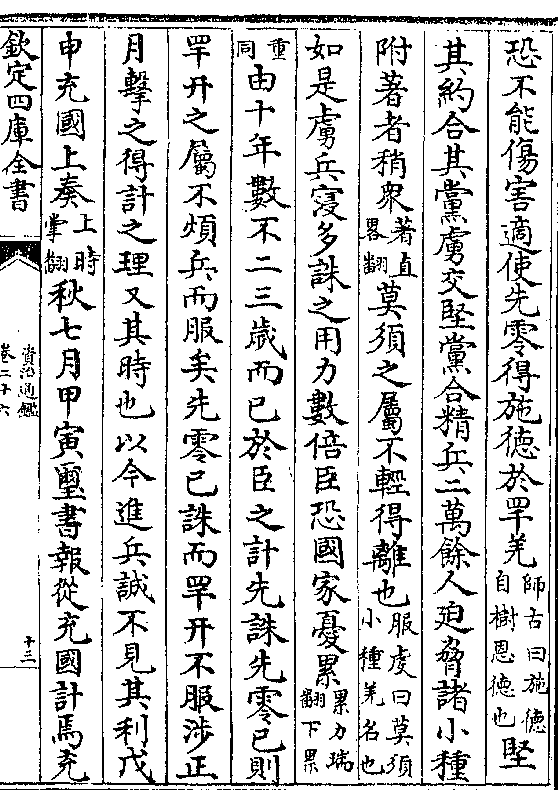 恐不能傷害適使先零得施德於䍐羌師古曰施德自樹恩德也堅
其約合其黨虜交堅黨合精兵二萬餘人廹脅諸小種
附著者稍衆著直畧翻莫須之屬不輕得離也服虔曰莫須小種羌名也
如是虜兵寖多誅之用力數倍臣恐國家憂累累力瑞翻下累
重同由十年數不二三歲而已於臣之計先誅先零已則
䍐幵之屬不煩兵而服矣先零已誅而䍐幵不服涉正
月擊之得計之理又其時也以今進兵誠不見其利戊
申充國上奏上時掌翻秋七月甲寅璽書報從充國計焉充
欽定四庫全書
資治通鑑
卷二十六
十三